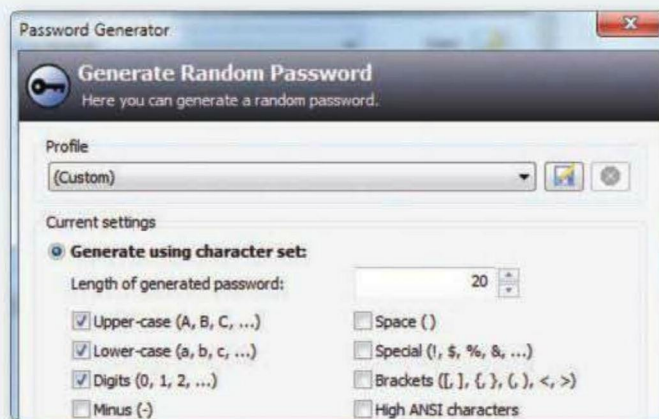 Password Generator
Generate Random Password
Here you can generate a random password.
Profile
(Custom)
Current settings
Generate using character set:
Length of generated password: 20
Upper-case (A, B, C, ...) Space ( )
Lower-case (a, b, c, ...) Special (!, $, %, &, ...)
Digits (0, 1, 2, ...) Brackets ([, ], {, }, (, ), <, >)
Minus (-) High ANSI characters